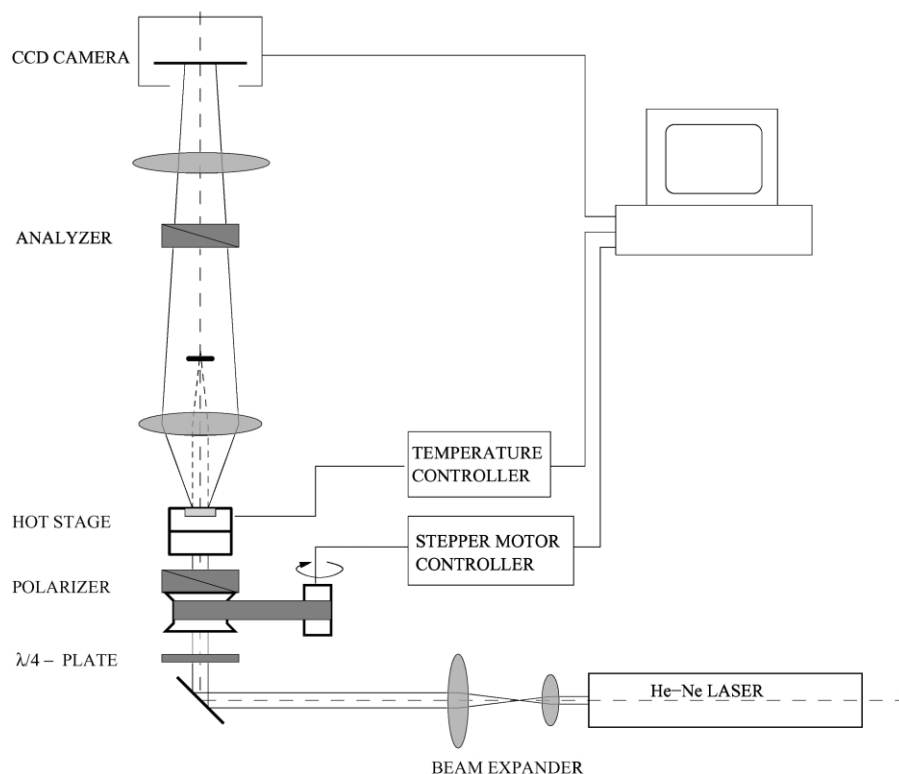 CCD CAMERA
ANALYZER
TEMPERATURE
CONTROLLER
HOT STAGE
STEPPER MOTOR
CONTROLLER
POLARIZER
λ/4 – PLATE
He–Ne LASER
BEAM EXPANDER